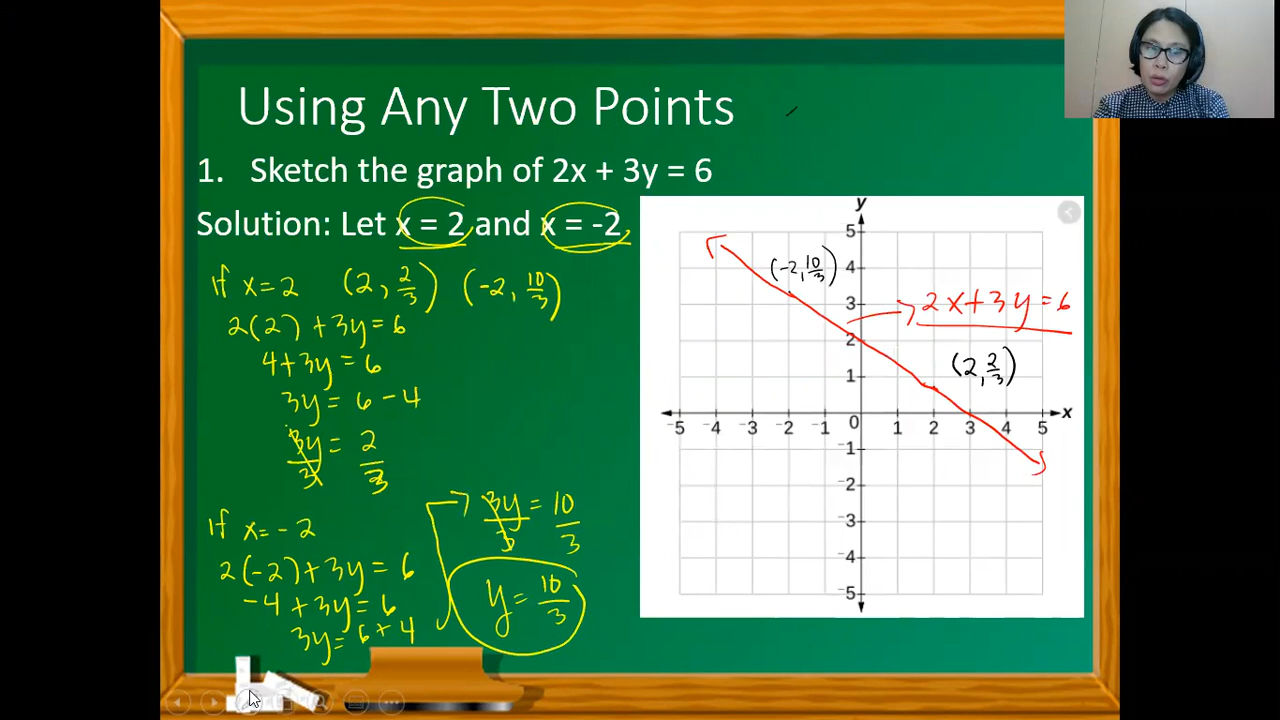 Using Any Two Points
1. Sketch the graph of 2x + 3y = 6
Solution: Let x = 2 and x = -2
If x = 2 (2, 2/3) (-2, 10/3)
2(2) + 3y = 6
4 + 3y = 6
3y = 6 - 4
3y/3 = 2/3
If x = -2
2(-2) + 3y = 6
-4 + 3y = 6
3y = 6 + 4
3y/3 = 10/3
y = 10/3
y
5
4
3
2
1
0
-1
-2
-3
-4
-5
-5 -4 -3 -2 -1 1 2 3 4 5 x
(-2, 10/3)
2x + 3y = 6
(2, 2/3)